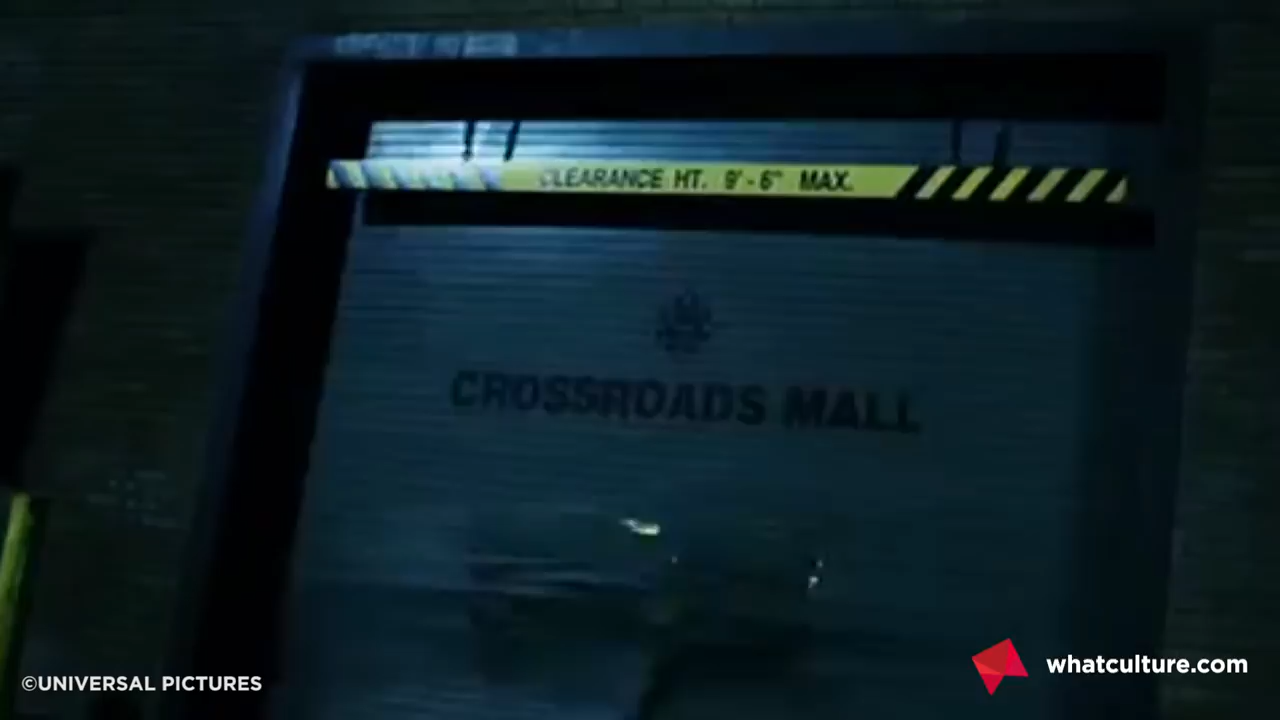 CLEARANCE HT. 9'-6" MAX.
CROSSROADS MALL
©UNIVERSAL PICTURES
whatculture.com